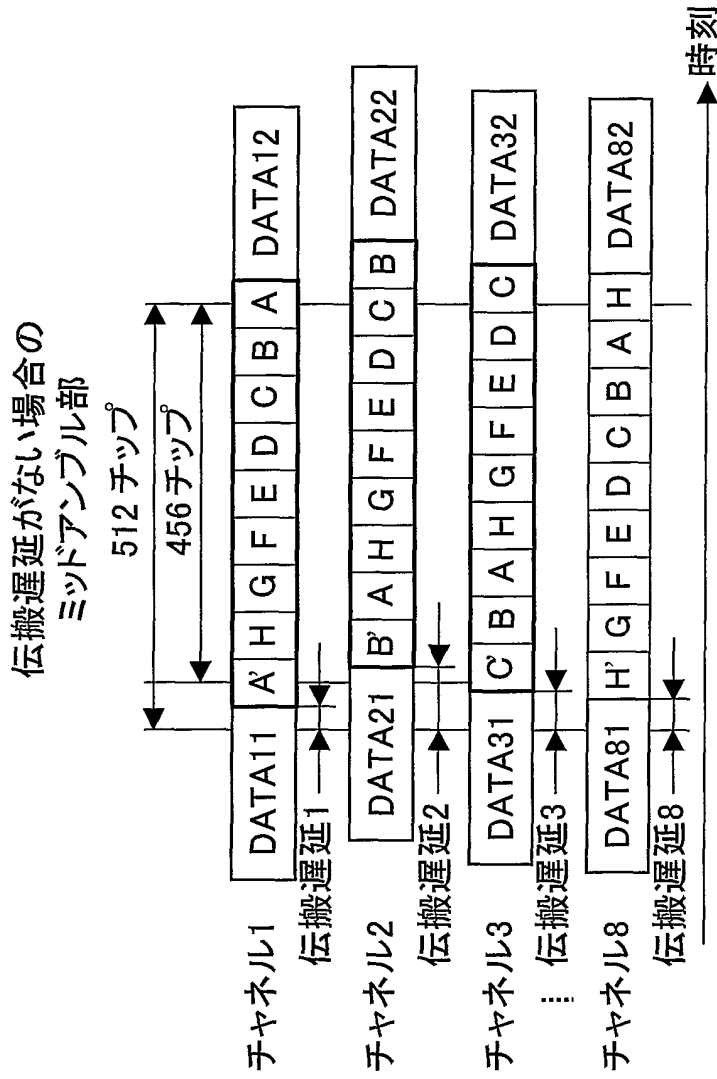 伝搬遅延がない場合の
ミッドアンブル部
512チップ
456チップ
チャネル1
DATA11 A' H G F E D C B A DATA12
伝搬遅延1
チャネル2
DATA21 B' A H G F E D C B DATA22
伝搬遅延2
チャネル3
DATA31 C' B A H G F E D C DATA32
伝搬遅延3
チャネル8
DATA81 H' G F E D C B A H DATA82
伝搬遅延8
時刻